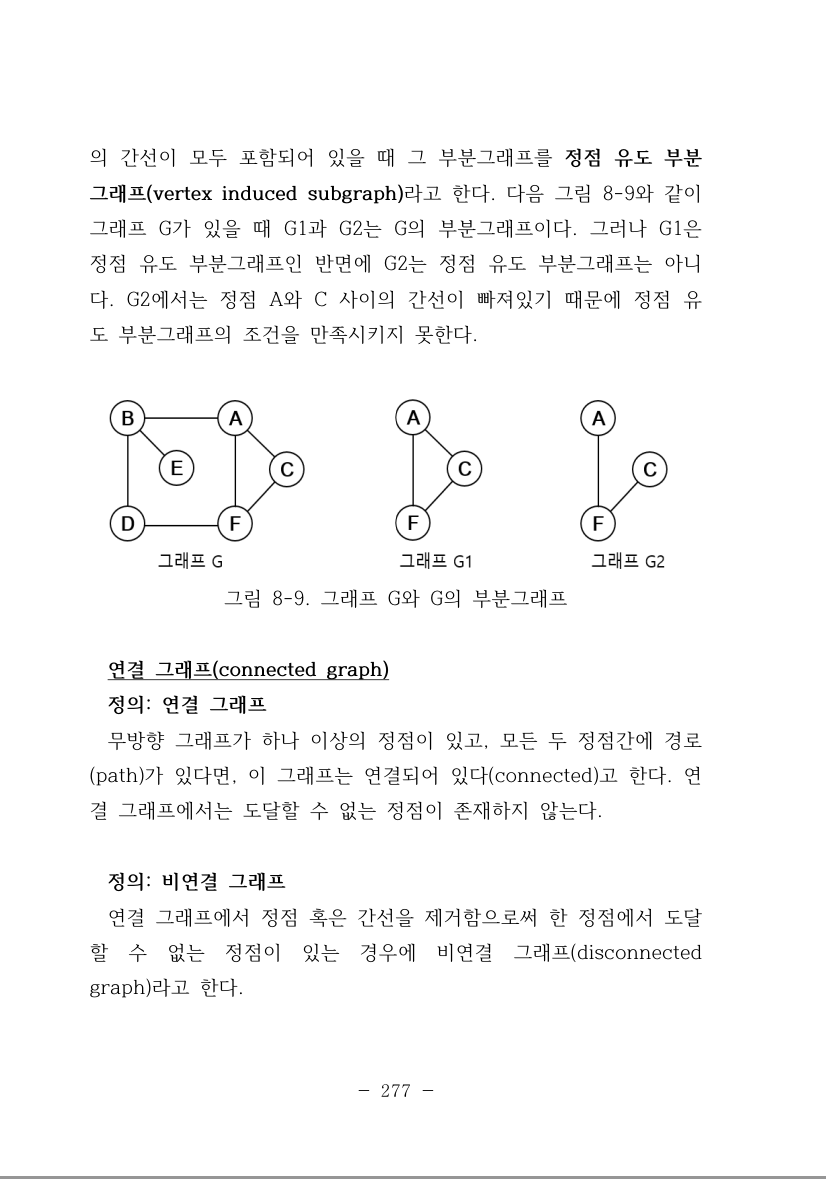 의 간선이 모두 포함되어 있을 때 그 부분그래프를 정점 유도 부분
그래프(vertex induced subgraph)라고 한다. 다음 그림 8-9와 같이
그래프 G가 있을 때 G1과 G2는 G의 부분그래프이다. 그러나 G1은
정점 유도 부분그래프인 반면에 G2는 정점 유도 부분그래프는 아니
다. G2에서는 정점 A와 C 사이의 간선이 빠져있기 때문에 정점 유
도 부분그래프의 조건을 만족시키지 못한다.
B A
E C
D F
그래프 G
A
C
F
그래프 G1
A
C
F
그래프 G2
그림 8-9. 그래프 G와 G의 부분그래프
연결 그래프(connected graph)
정의: 연결 그래프
무방향 그래프가 하나 이상의 정점이 있고, 모든 두 정점간에 경로
(path)가 있다면, 이 그래프는 연결되어 있다(connected)고 한다. 연
결 그래프에서는 도달할 수 없는 정점이 존재하지 않는다.
정의: 비연결 그래프
연결 그래프에서 정점 혹은 간선을 제거함으로써 한 정점에서 도달
할 수 없는 정점이 있는 경우에 비연결 그래프(disconnected
graph)라고 한다.
- 277 -